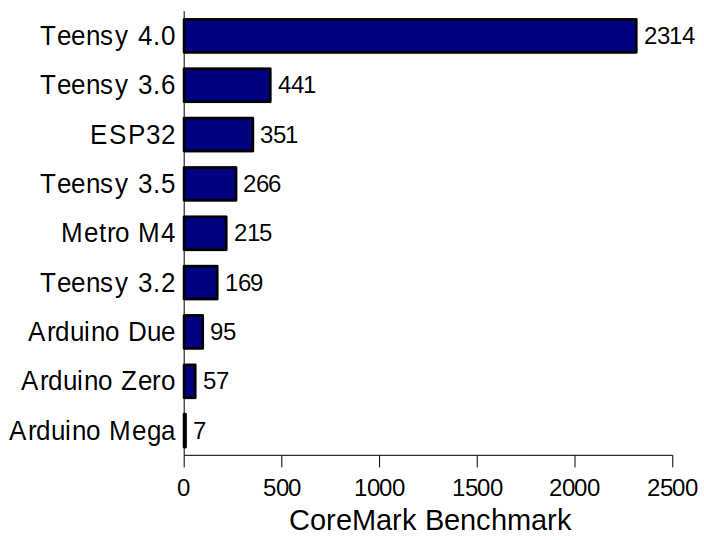 Teensy 4.0 2314
Teensy 3.6 441
ESP32 351
Teensy 3.5 266
Metro M4 215
Teensy 3.2 169
Arduino Due 95
Arduino Zero 57
Arduino Mega 7
0 500 1000 1500 2000 2500
CoreMark Benchmark